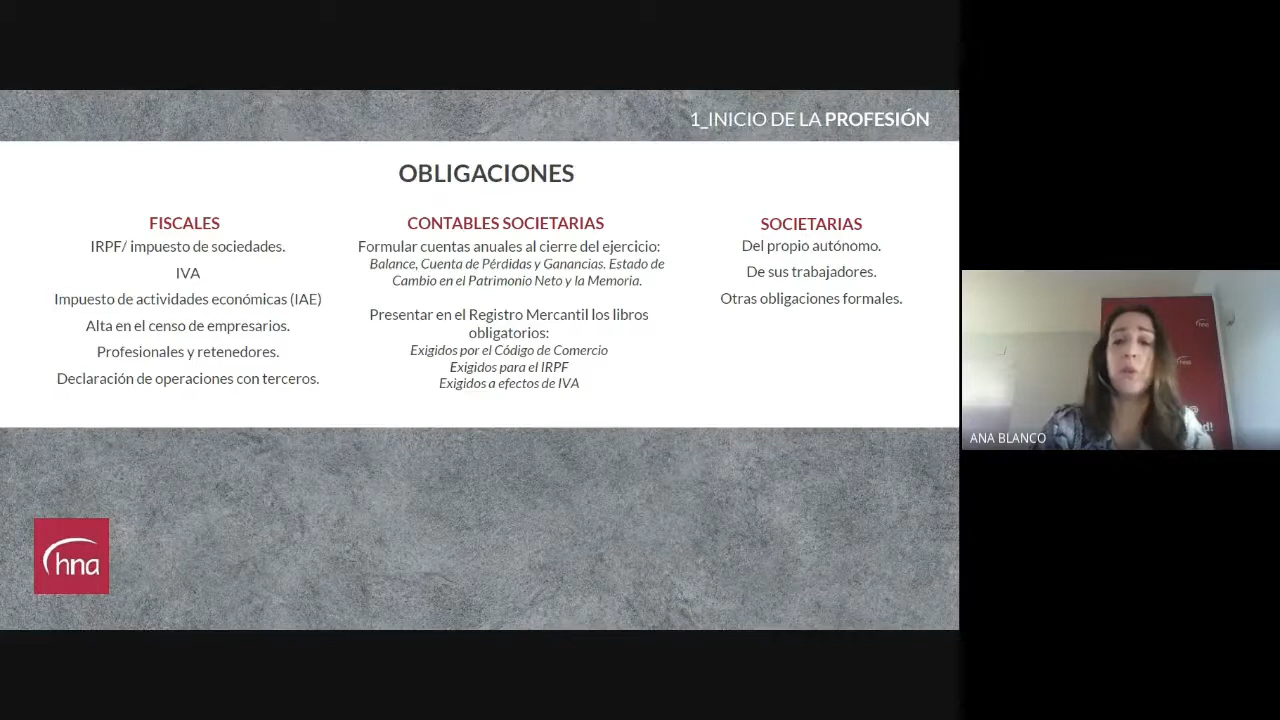 1_INICIO DE LA PROFESIÓN
OBLIGACIONES
FISCALES
IRPF/ impuesto de sociedades.
IVA
Impuesto de actividades económicas (IAE)
Alta en el censo de empresarios.
Profesionales y retenedores.
Declaración de operaciones con terceros.
CONTABLES SOCIETARIAS
Formular cuentas anuales al cierre del ejercicio:
Balance, Cuenta de Pérdidas y Ganancias. Estado de
Cambio en el Patrimonio Neto y la Memoria.
Presentar en el Registro Mercantil los libros
obligatorios:
Exigidos por el Código de Comercio
Exigidos para el IRPF
Exigidos a efectos de IVA
SOCIETARIAS
Del propio autónomo.
De sus trabajadores.
Otras obligaciones formales.
hna
hna
hna
ANA BLANCO